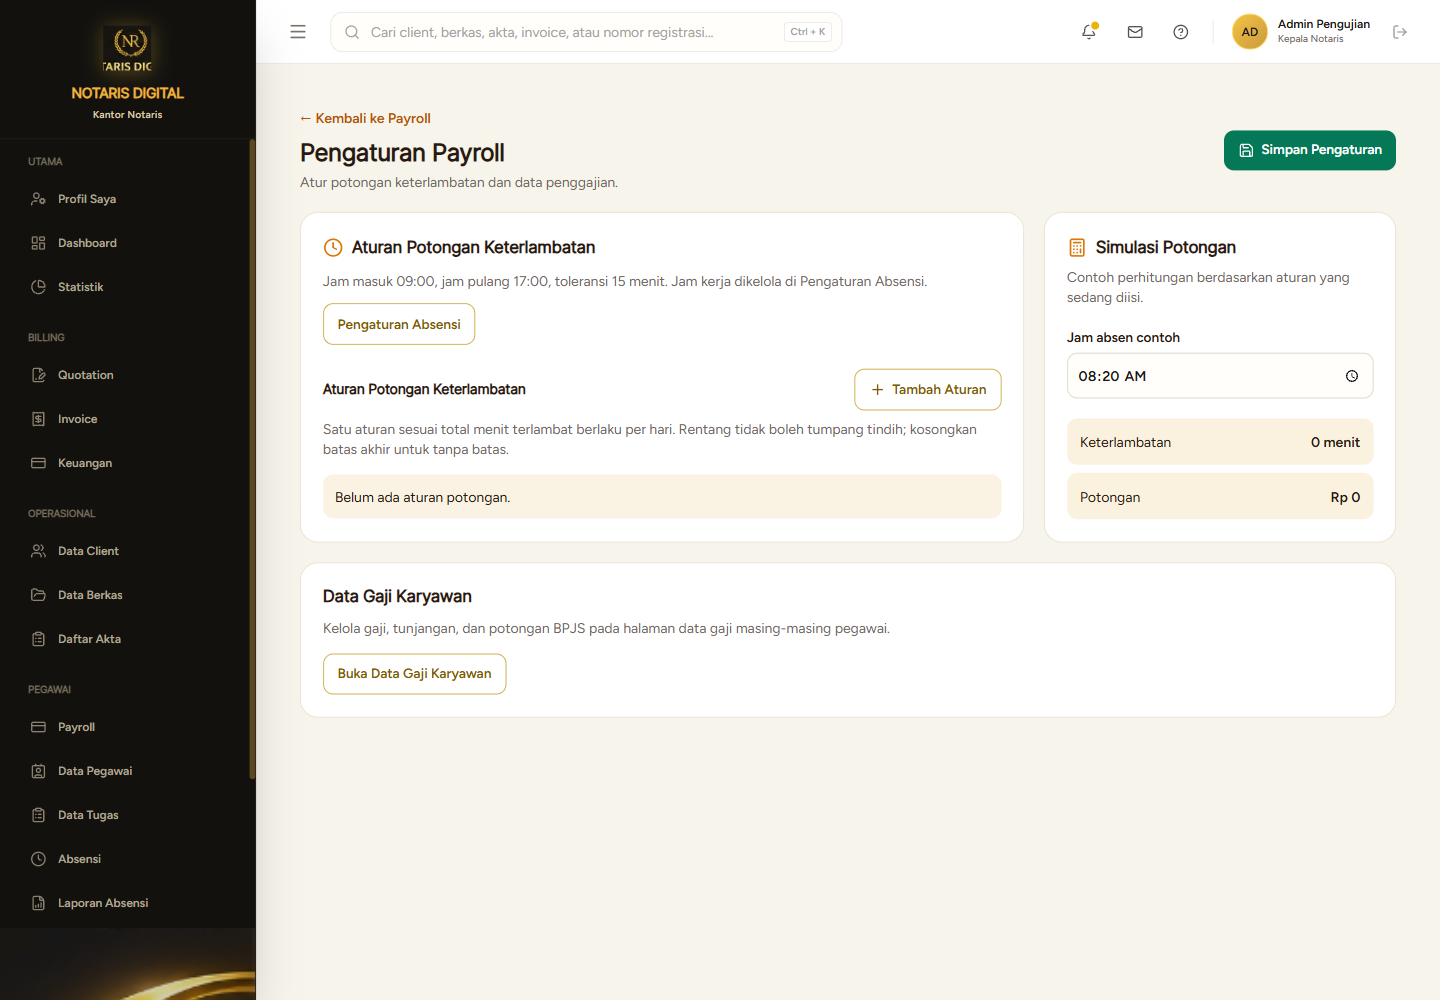 NR
TARIS DIG
NOTARIS DIGITAL
Kantor Notaris
UTAMA
Profil Saya
Dashboard
Statistik
BILLING
Quotation
Invoice
Keuangan
OPERASIONAL
Data Client
Data Berkas
Daftar Akta
PEGAWAI
Payroll
Data Pegawai
Data Tugas
Absensi
Laporan Absensi
Cari client, berkas, akta, invoice, atau nomor registrasi...
Ctrl + K
AD
Admin Pengujian
Kepala Notaris
← Kembali ke Payroll
Pengaturan Payroll
Atur potongan keterlambatan dan data penggajian.
Simpan Pengaturan
Aturan Potongan Keterlambatan
Jam masuk 09:00, jam pulang 17:00, toleransi 15 menit. Jam kerja dikelola di Pengaturan Absensi.
Pengaturan Absensi
Aturan Potongan Keterlambatan
Tambah Aturan
Satu aturan sesuai total menit terlambat berlaku per hari. Rentang tidak boleh tumpang tindih; kosongkan
batas akhir untuk tanpa batas.
Belum ada aturan potongan.
Simulasi Potongan
Contoh perhitungan berdasarkan aturan yang
sedang diisi.
Jam absen contoh
08:20 AM
Keterlambatan 0 menit
Potongan Rp 0
Data Gaji Karyawan
Kelola gaji, tunjangan, dan potongan BPJS pada halaman data gaji masing-masing pegawai.
Buka Data Gaji Karyawan